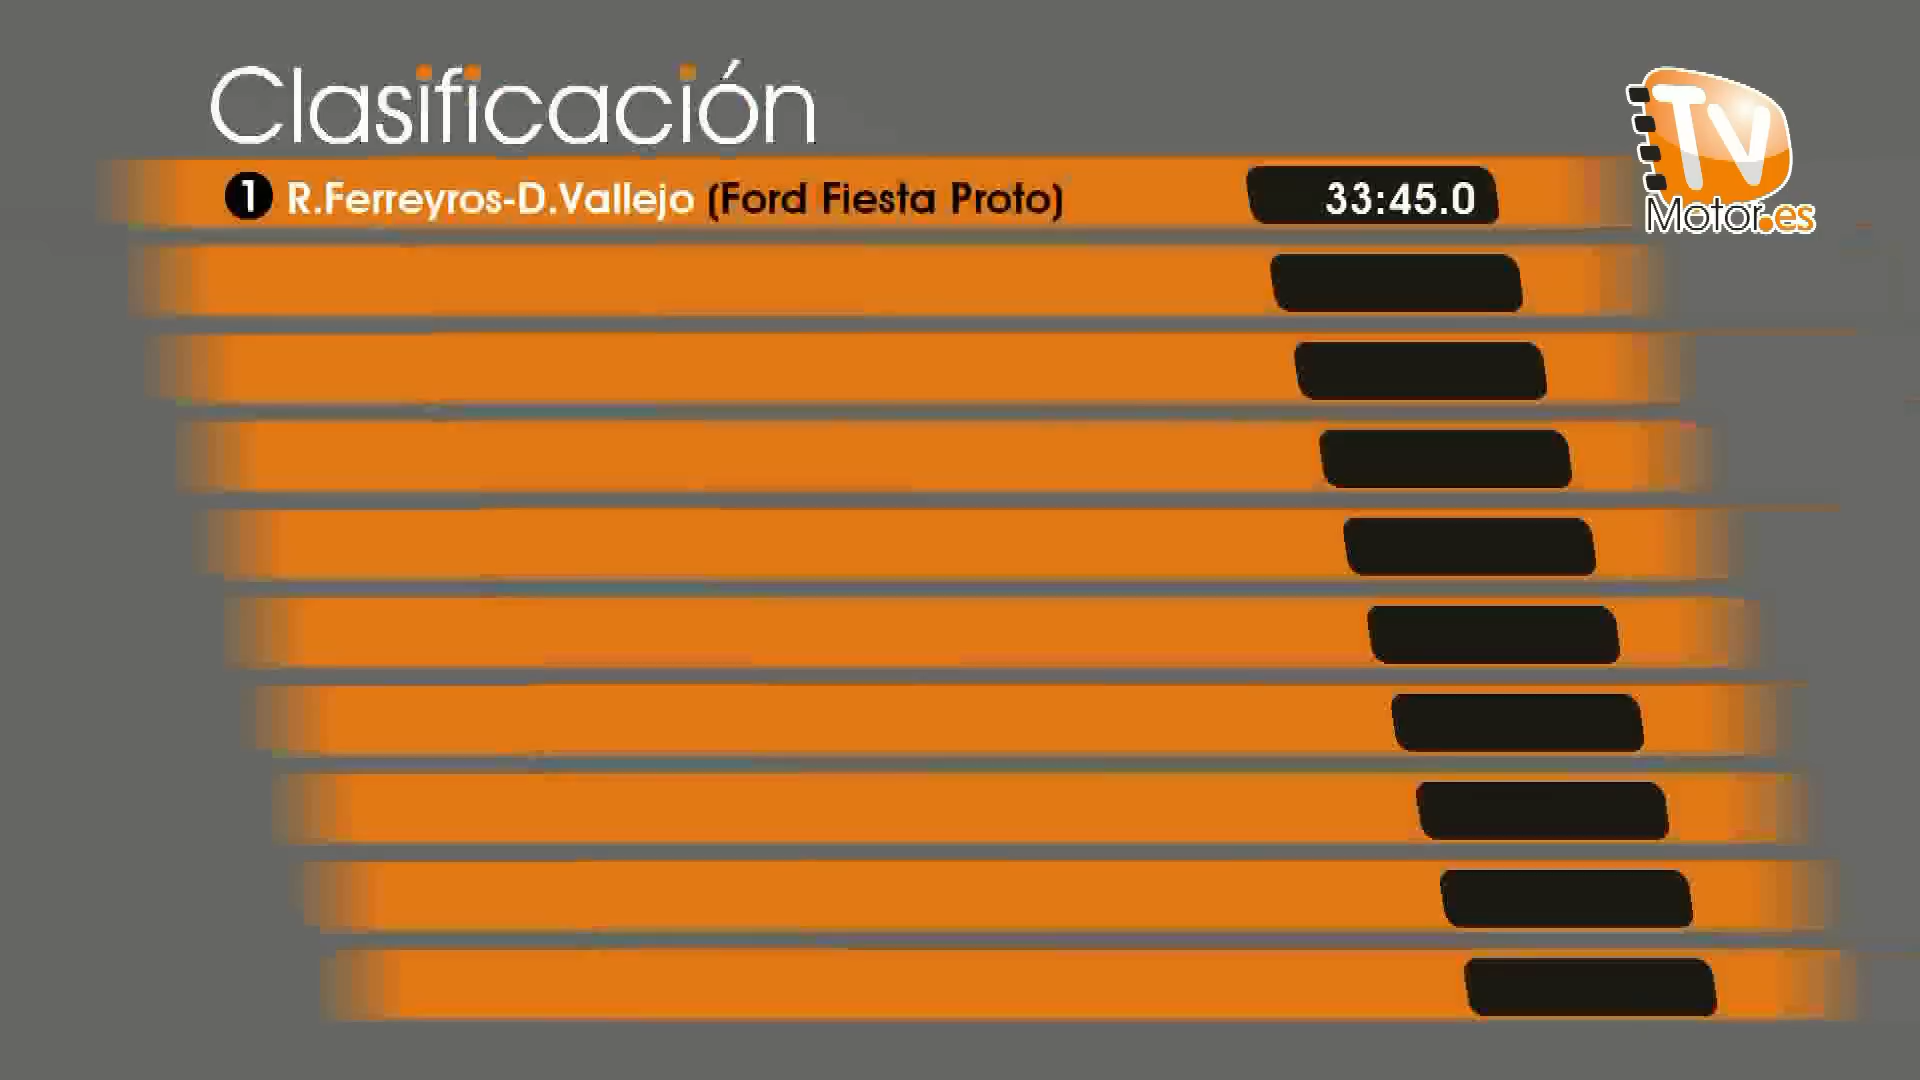 Clasificación
1 R.Ferreyros-D.Vallejo (Ford Fiesta Proto) 33:45.0
TV
Motor.es